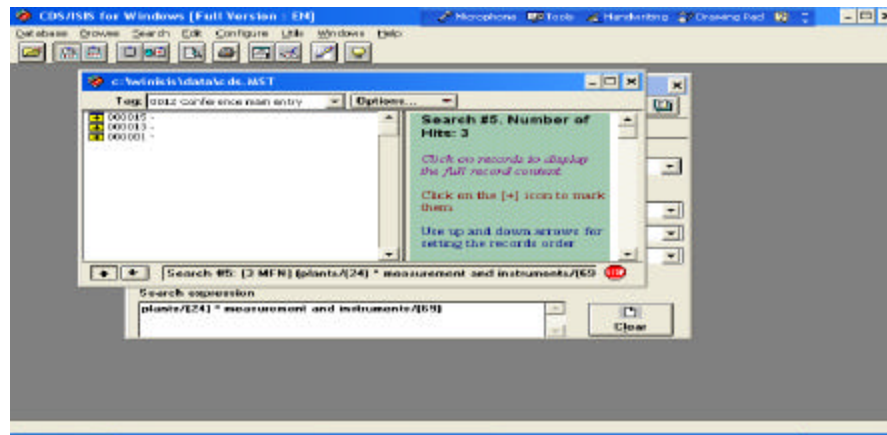 CDS/ISIS for Windows [Full Version : EN]
Microphone Tools Handwriting Drawing Pad
Database Browse Search Edit Configure Utils Windows Help
c:\winisis\data\cds.MST
Tag: 0012 Conference main entry Options...
000015 -
000013 -
000001 -
Search #5. Number of
Hits: 3
Click on records to display
the full record content
Click on the [+] icon to mark
them
Use up and down arrows for
setting the records order
Search #5: [3 MFN] (plants/(24) * measurement and instruments/(69
STOP
Search expression
plants/(24) * measurement and instruments/(69)
Clear